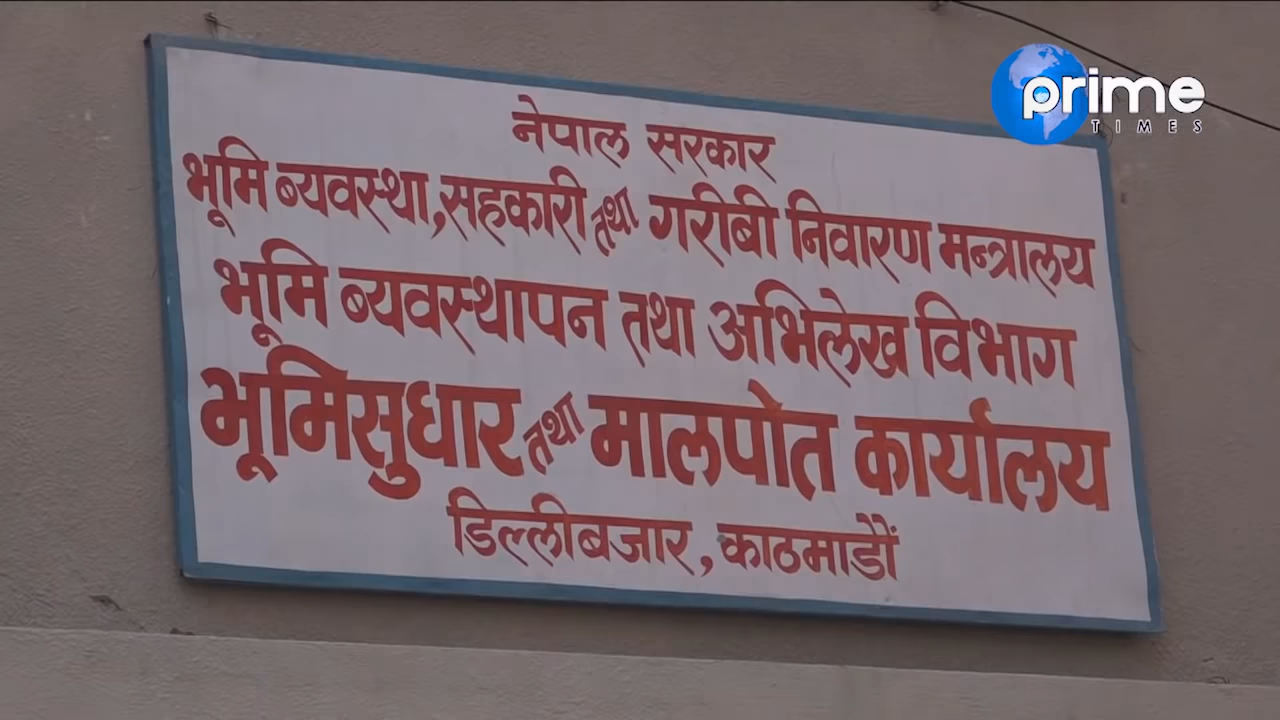 prime
TIMES
नेपाल सरकार
भूमि ब्यवस्था, सहकारी तथा गरीबी निवारण मन्त्रालय
भूमि ब्यवस्थापन तथा अभिलेख विभाग
भूमिसुधार तथा मालपोत कार्यालय
डिल्लीबजार, काठमाडौं